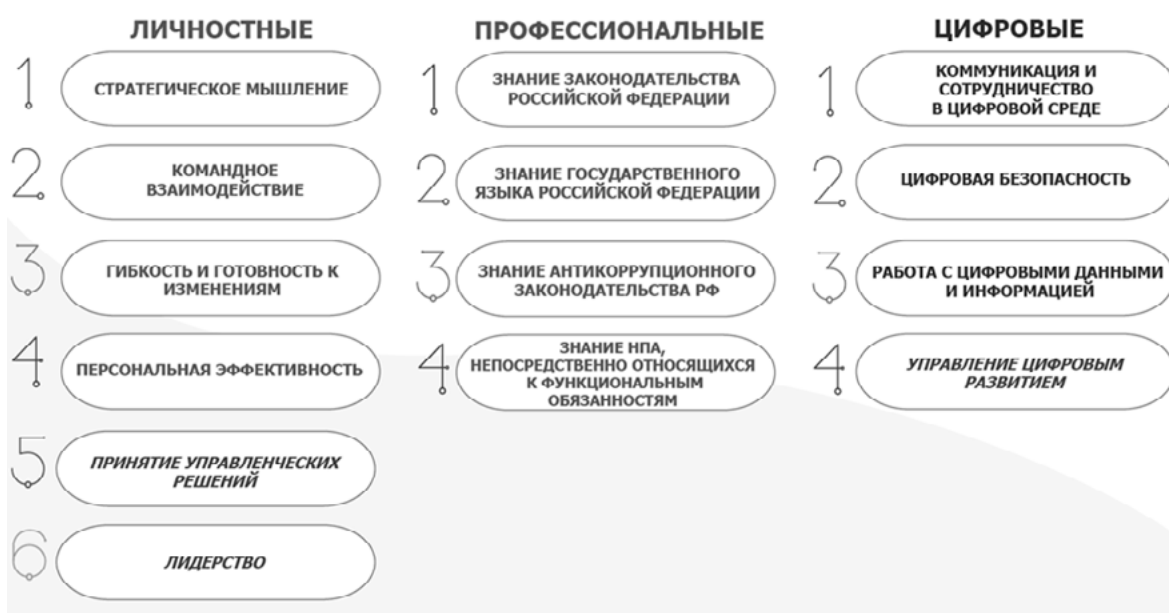 ЛИЧНОСТНЫЕ
1
СТРАТЕГИЧЕСКОЕ МЫШЛЕНИЕ
2
КОМАНДНОЕ
ВЗАИМОДЕЙСТВИЕ
3
ГИБКОСТЬ И ГОТОВНОСТЬ К
ИЗМЕНЕНИЯМ
4
ПЕРСОНАЛЬНАЯ ЭФФЕКТИВНОСТЬ
5
ПРИНЯТИЕ УПРАВЛЕНЧЕСКИХ
РЕШЕНИЙ
6
ЛИДЕРСТВО
ПРОФЕССИОНАЛЬНЫЕ
1
ЗНАНИЕ ЗАКОНОДАТЕЛЬСТВА
РОССИЙСКОЙ ФЕДЕРАЦИИ
2
ЗНАНИЕ ГОСУДАРСТВЕННОГО
ЯЗЫКА РОССИЙСКОЙ ФЕДЕРАЦИИ
3
ЗНАНИЕ АНТИКОРРУПЦИОННОГО
ЗАКОНОДАТЕЛЬСТВА РФ
4
ЗНАНИЕ НПА,
НЕПОСРЕДСТВЕННО ОТНОСЯЩИХСЯ
К ФУНКЦИОНАЛЬНЫМ
ОБЯЗАННОСТЯМ
ЦИФРОВЫЕ
1
КОММУНИКАЦИЯ И
СОТРУДНИЧЕСТВО
В ЦИФРОВОЙ СРЕДЕ
2
ЦИФРОВАЯ БЕЗОПАСНОСТЬ
3
РАБОТА С ЦИФРОВЫМИ ДАННЫМИ
И ИНФОРМАЦИЕЙ
4
УПРАВЛЕНИЕ ЦИФРОВЫМ
РАЗВИТИЕМ